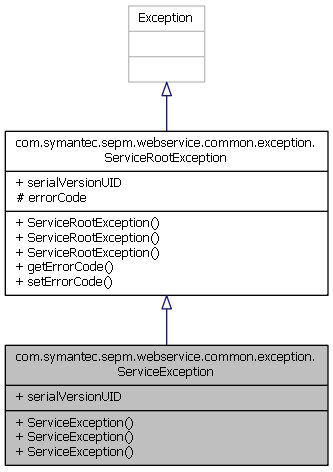 Exception
com.symantec.sepm.webservice.common.exception.
ServiceRootException
+ serialVersionUID
# errorCode
+ ServiceRootException()
+ ServiceRootException()
+ ServiceRootException()
+ getErrorCode()
+ setErrorCode()
com.symantec.sepm.webservice.common.exception.
ServiceException
+ serialVersionUID
+ ServiceException()
+ ServiceException()
+ ServiceException()